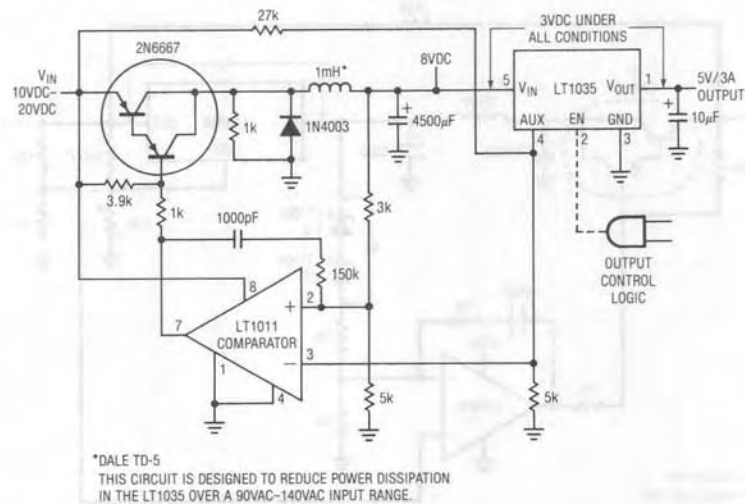 27k
3VDC UNDER
ALL CONDITIONS
2N6667
VIN
10VDC–
20VDC
1mH*
8VDC
5 VIN LT1035 VOUT 1
5V/3A
OUTPUT
AUX EN GND
4 2 3
+
10µF
1k
1N4003
+
4500µF
3.9k
1k
1000pF
3k
150k
OUTPUT
CONTROL
LOGIC
8
+ 2
7
LT1011
COMPARATOR
– 3
1
4
5k
5k
*DALE TD-5
THIS CIRCUIT IS DESIGNED TO REDUCE POWER DISSIPATION
IN THE LT1035 OVER A 90VAC–140VAC INPUT RANGE.